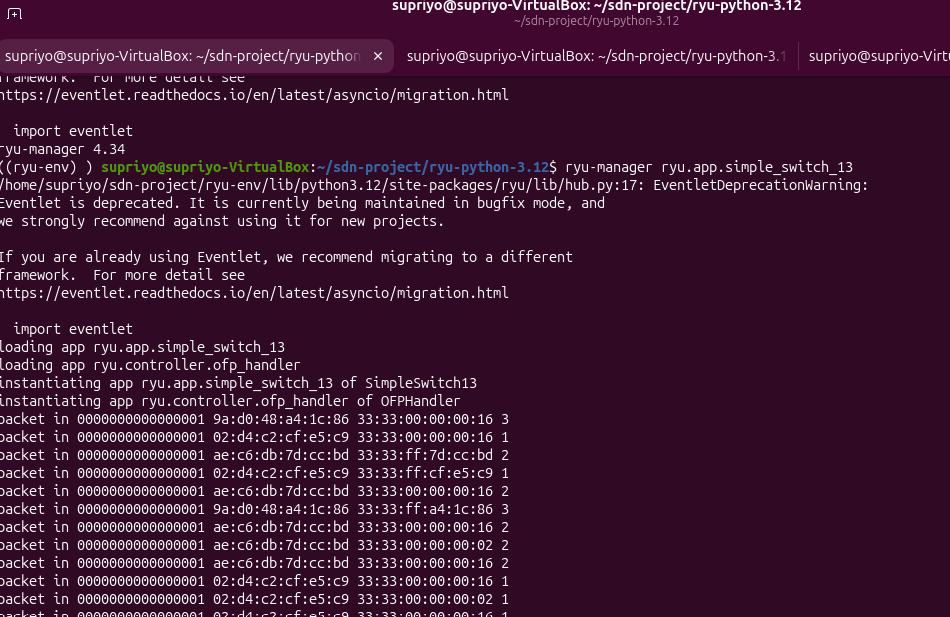 supriyo@supriyo-VirtualBox: ~/sdn-project/ryu-python-3.12
~/sdn-project/ryu-python-3.12
supriyo@supriyo-VirtualBox: ~/sdn-project/ryu-python × supriyo@supriyo-VirtualBox: ~/sdn-project/ryu-python-3.1 supriyo@supriyo-Virtu
framework.  For more detail see
https://eventlet.readthedocs.io/en/latest/asyncio/migration.html
import eventlet
ryu-manager 4.34
((ryu-env) ) supriyo@supriyo-VirtualBox:~/sdn-project/ryu-python-3.12$ ryu-manager ryu.app.simple_switch_13
/home/supriyo/sdn-project/ryu-env/lib/python3.12/site-packages/ryu/lib/hub.py:17: EventletDeprecationWarning:
Eventlet is deprecated. It is currently being maintained in bugfix mode, and
we strongly recommend against using it for new projects.
If you are already using Eventlet, we recommend migrating to a different
framework.  For more detail see
https://eventlet.readthedocs.io/en/latest/asyncio/migration.html
import eventlet
loading app ryu.app.simple_switch_13
loading app ryu.controller.ofp_handler
instantiating app ryu.app.simple_switch_13 of SimpleSwitch13
instantiating app ryu.controller.ofp_handler of OFPHandler
packet in 0000000000000001 9a:d0:48:a4:1c:86 33:33:00:00:00:16 3
packet in 0000000000000001 02:d4:c2:cf:e5:c9 33:33:00:00:00:16 1
packet in 0000000000000001 ae:c6:db:7d:cc:bd 33:33:ff:7d:cc:bd 2
packet in 0000000000000001 02:d4:c2:cf:e5:c9 33:33:ff:cf:e5:c9 1
packet in 0000000000000001 ae:c6:db:7d:cc:bd 33:33:00:00:00:16 2
packet in 0000000000000001 9a:d0:48:a4:1c:86 33:33:ff:a4:1c:86 3
packet in 0000000000000001 ae:c6:db:7d:cc:bd 33:33:00:00:00:16 2
packet in 0000000000000001 ae:c6:db:7d:cc:bd 33:33:00:00:00:02 2
packet in 0000000000000001 ae:c6:db:7d:cc:bd 33:33:00:00:00:16 2
packet in 0000000000000001 02:d4:c2:cf:e5:c9 33:33:00:00:00:16 1
packet in 0000000000000001 02:d4:c2:cf:e5:c9 33:33:00:00:00:02 1
packet in 0000000000000001 02:d4:c2:cf:e5:c9 33:33:00:00:00:16 1